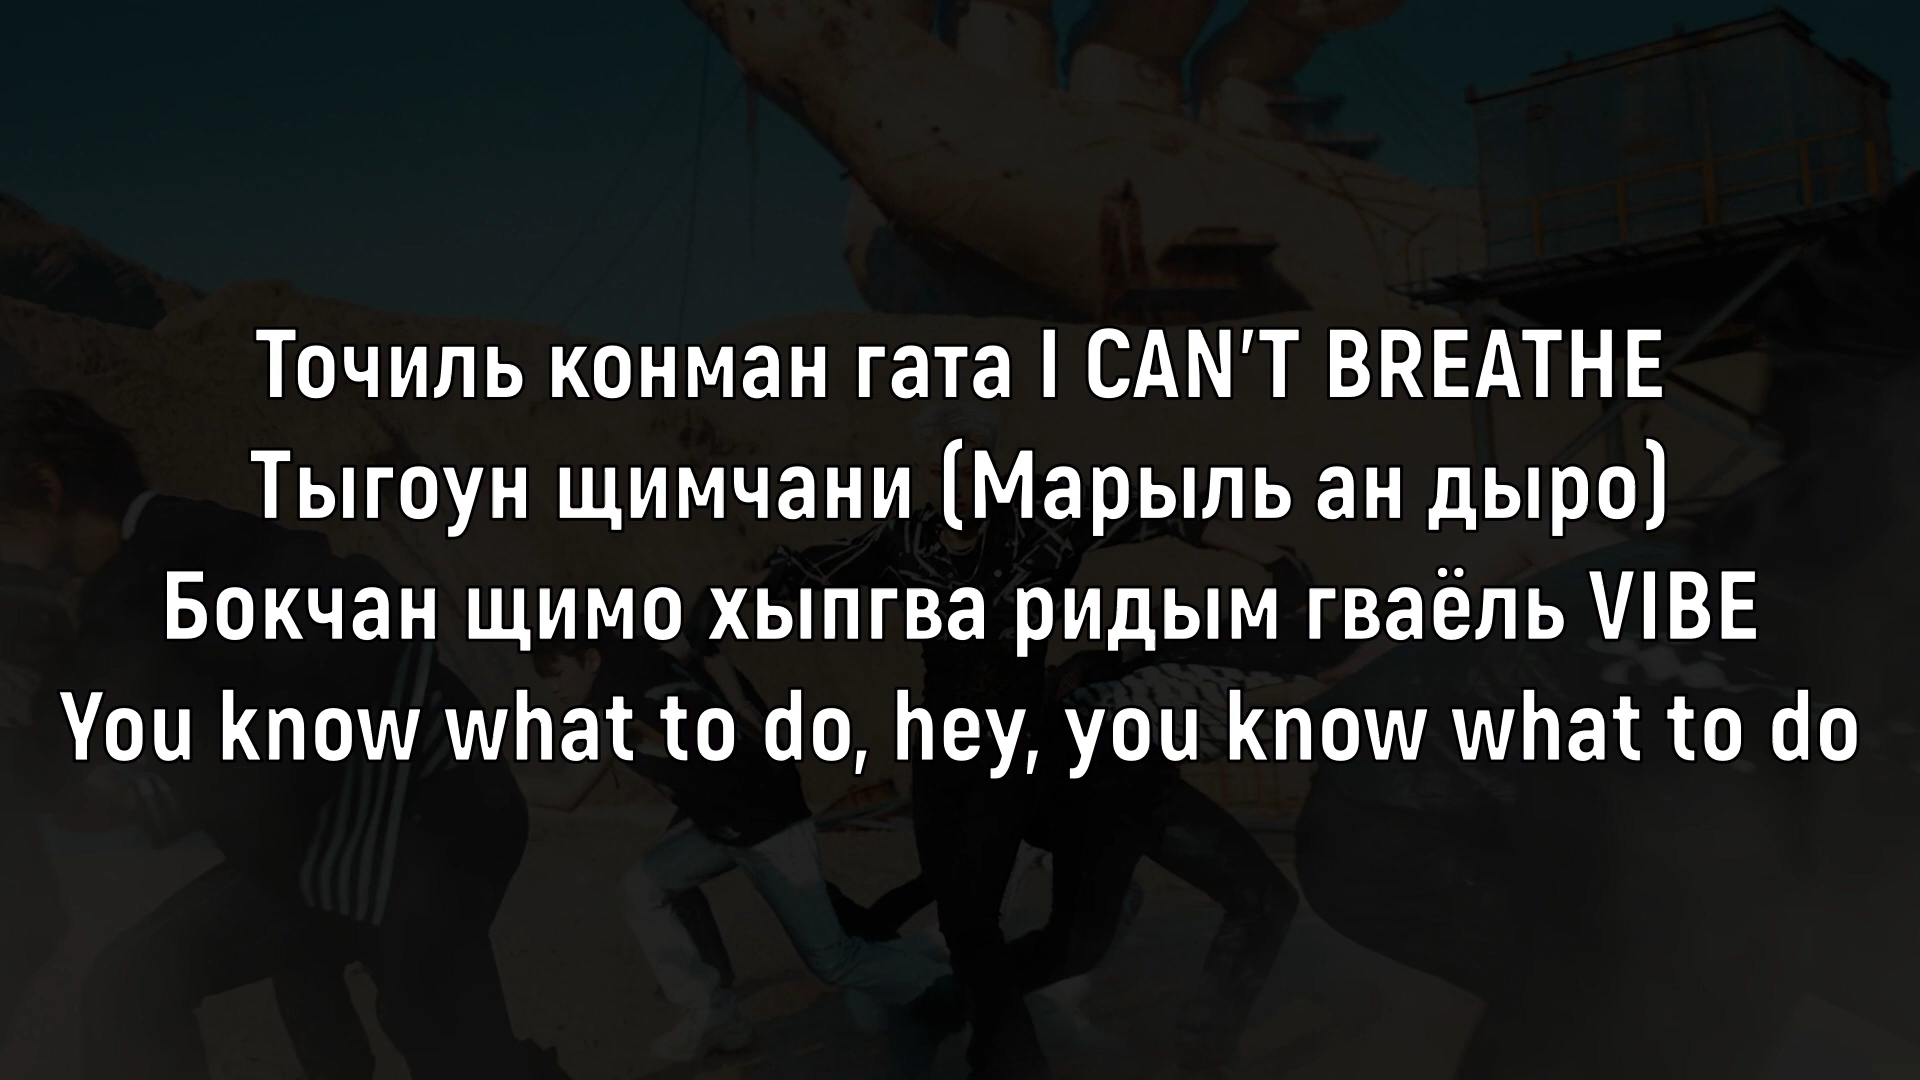 Точиль конман гата I CAN'T BREATHE
Тыгоун щимчани (Марыль ан дыро)
Бокчан щимо хыпгва ридым гваёль VIBE
You know what to do, hey, you know what to do